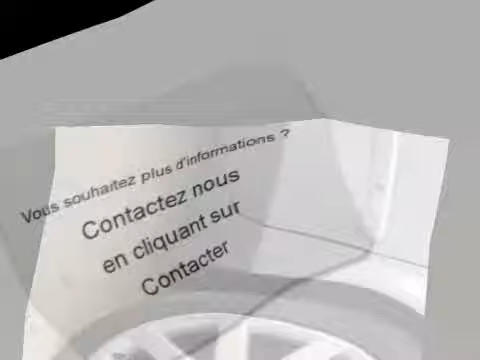 Vous souhaitez plus d'informations ?
Contactez nous
en cliquant sur
Contacter